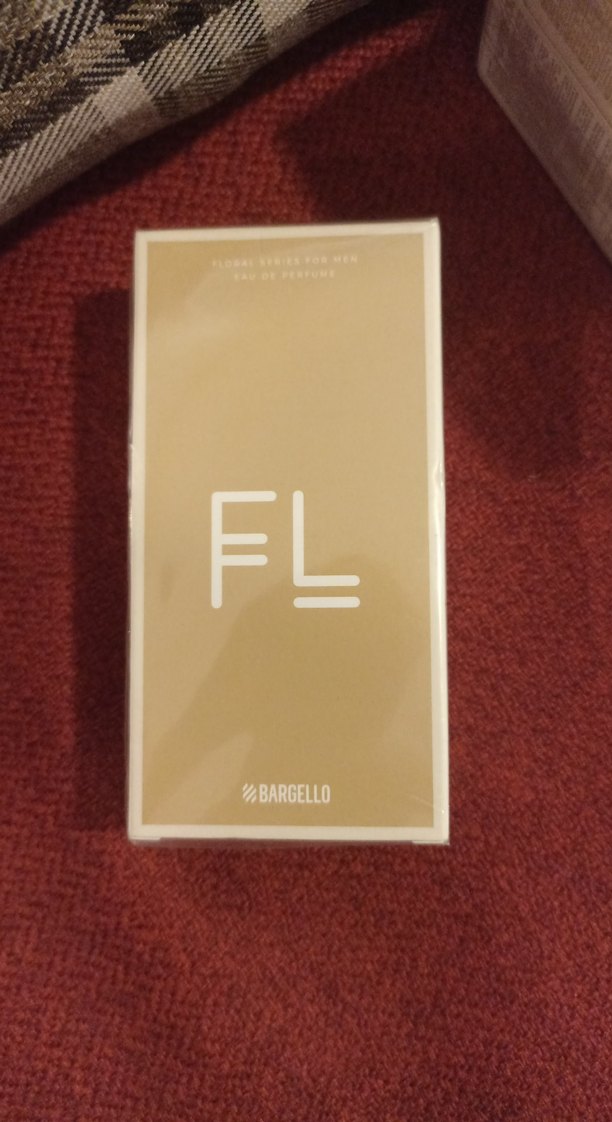 FLORAL SERIES FOR MEN
EAU DE PERFUME
FL
BARGELLO